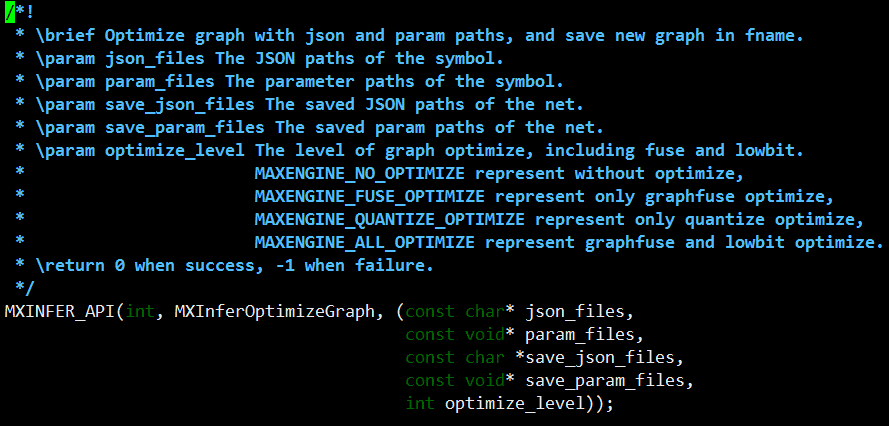 /*!
 * \brief Optimize graph with json and param paths, and save new graph in fname.
 * \param json_files The JSON paths of the symbol.
 * \param param_files The parameter paths of the symbol.
 * \param save_json_files The saved JSON paths of the net.
 * \param save_param_files The saved param paths of the net.
 * \param optimize_level The level of graph optimize, including fuse and lowbit.
 *                       MAXENGINE_NO_OPTIMIZE represent without optimize,
 *                       MAXENGINE_FUSE_OPTIMIZE represent only graphfuse optimize,
 *                       MAXENGINE_QUANTIZE_OPTIMIZE represent only quantize optimize,
 *                       MAXENGINE_ALL_OPTIMIZE represent graphfuse and lowbit optimize.
 * \return 0 when success, -1 when failure.
 */
MXINFER_API(int, MXInferOptimizeGraph, (const char* json_files,
                                        const void* param_files,
                                        const char *save_json_files,
                                        const void* save_param_files,
                                        int optimize_level));